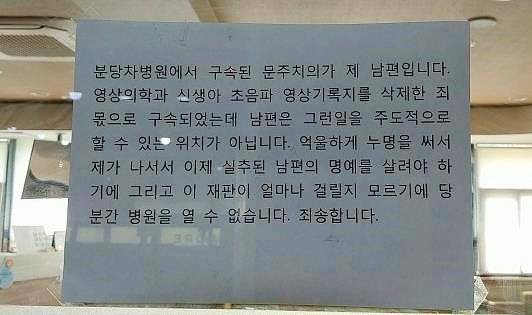 분당차병원에서 구속된 문주치의가 제 남편입니다.
영상의학과 신생아 초음파 영상기록지를 삭제한 죄
몫으로 구속되었는데 남편은 그런일을 주도적으로
할 수 있는 위치가 아닙니다. 억울하게 누명을 써서
제가 나서서 이제 실추된 남편의 명예를 살려야 하
기에 그리고 이 재판이 얼마나 걸릴지 모르기에 당
분간 병원을 열 수 없습니다. 죄송합니다.